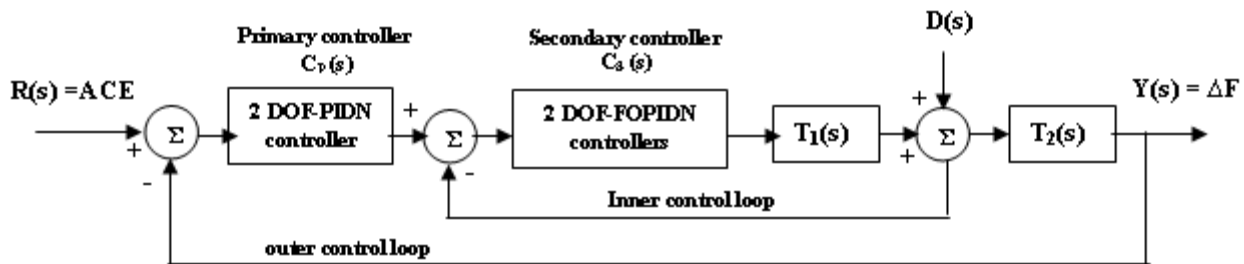 Primary controller
Cp(s)
Secondary controller
Cs(s)
D(s)
R(s) =ACE
Y(s) = ΔF
+
-
Σ
2 DOF-PIDN
controller
+
-
Σ
2 DOF-FOPIDN
controllers
T1(s)
+
+
Σ
T2(s)
Inner control loop
outer control loop